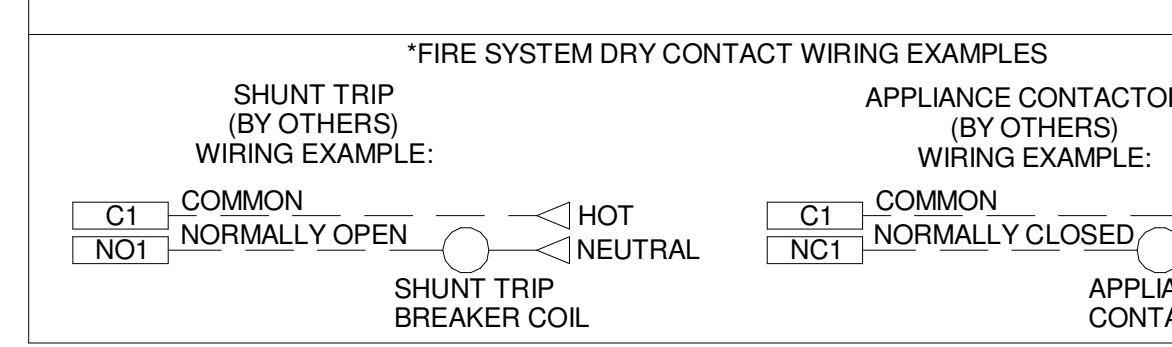 *FIRE SYSTEM DRY CONTACT WIRING EXAMPLES
SHUNT TRIP
(BY OTHERS)
WIRING EXAMPLE:
C1 COMMON HOT
NO1 NORMALLY OPEN NEUTRAL
SHUNT TRIP
BREAKER COIL
APPLIANCE
(BY OTHERS)
WIRING EXAMPLE:
C1 COMMON
NC1 NORMALLY CLOSED